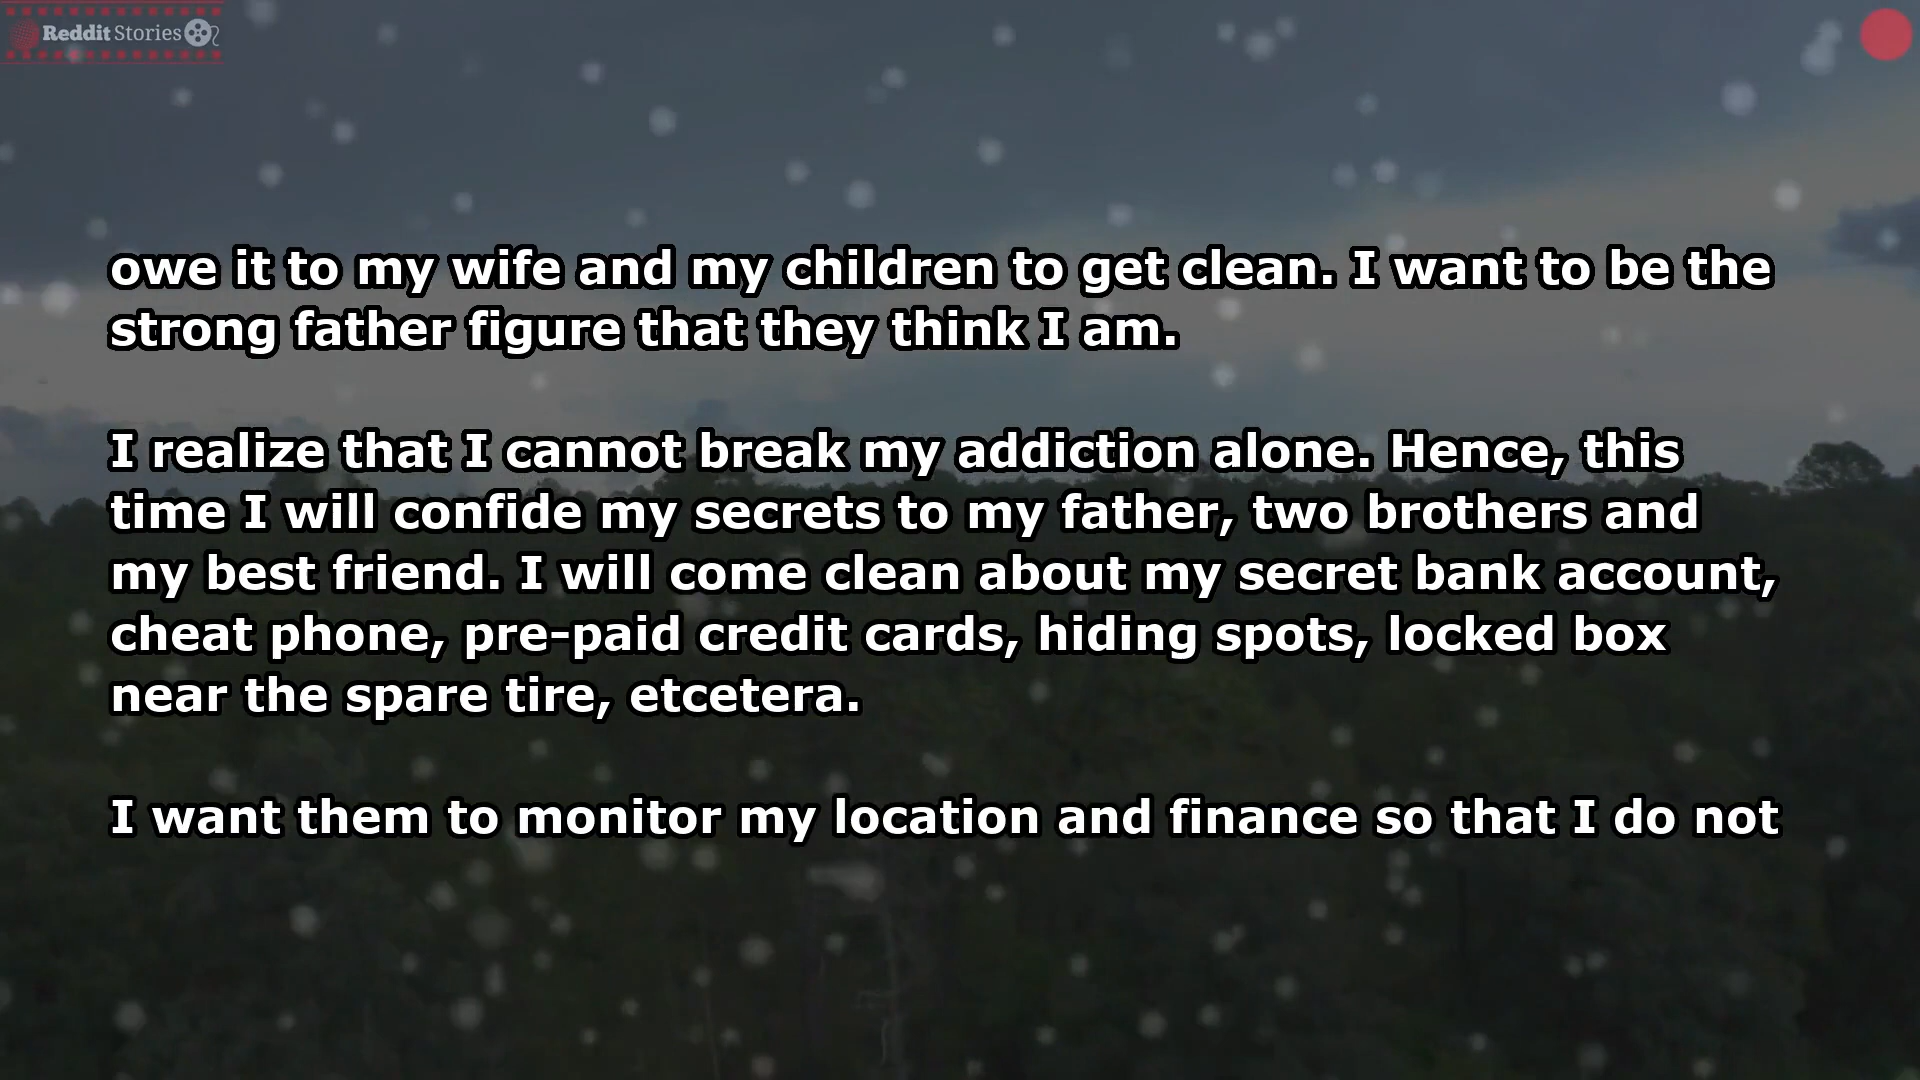 Reddit Stories
owe it to my wife and my children to get clean. I want to be the
strong father figure that they think I am.
I realize that I cannot break my addiction alone. Hence, this
time I will confide my secrets to my father, two brothers and
my best friend. I will come clean about my secret bank account,
cheat phone, pre-paid credit cards, hiding spots, locked box
near the spare tire, etcetera.
I want them to monitor my location and finance so that I do not